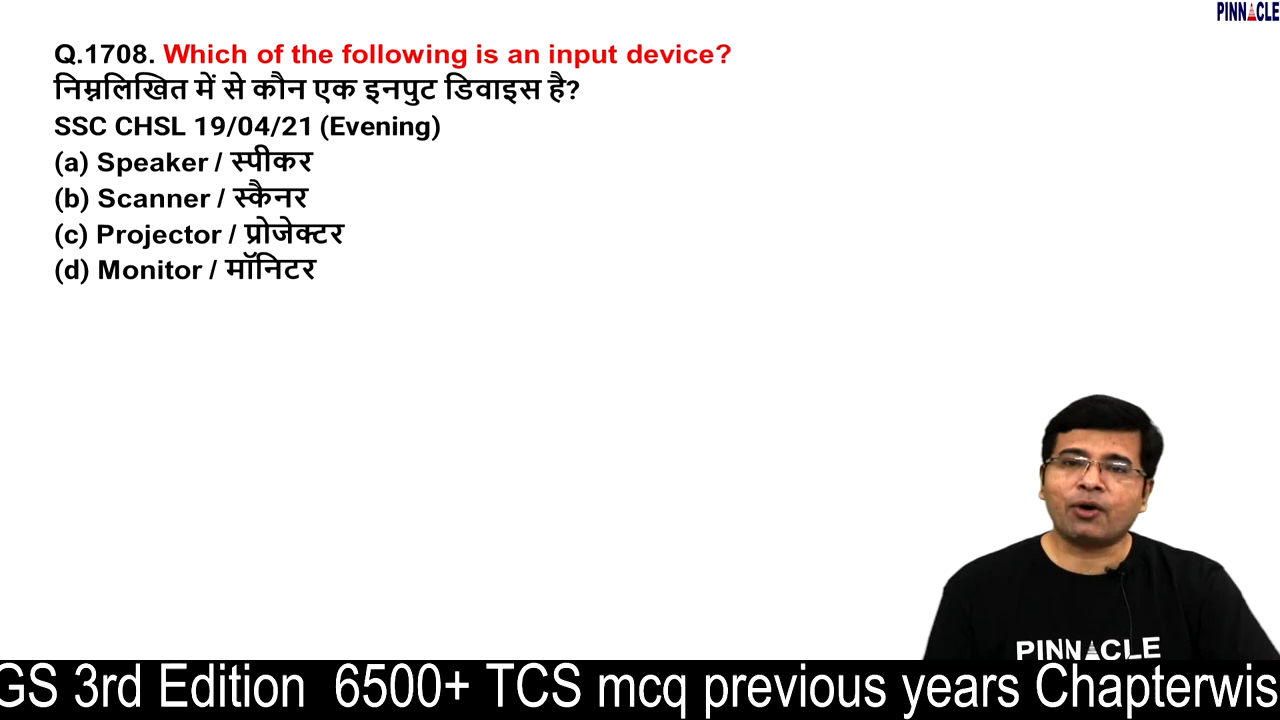 PINNACLE
Q.1708. Which of the following is an input device?
निम्नलिखित में से कौन एक इनपुट डिवाइस है?
SSC CHSL 19/04/21 (Evening)
(a) Speaker / स्पीकर
(b) Scanner / स्कैनर
(c) Projector / प्रोजेक्टर
(d) Monitor / मॉनिटर
PINNACLE
GS 3rd Edition 6500+ TCS mcq previous years Chapterwis